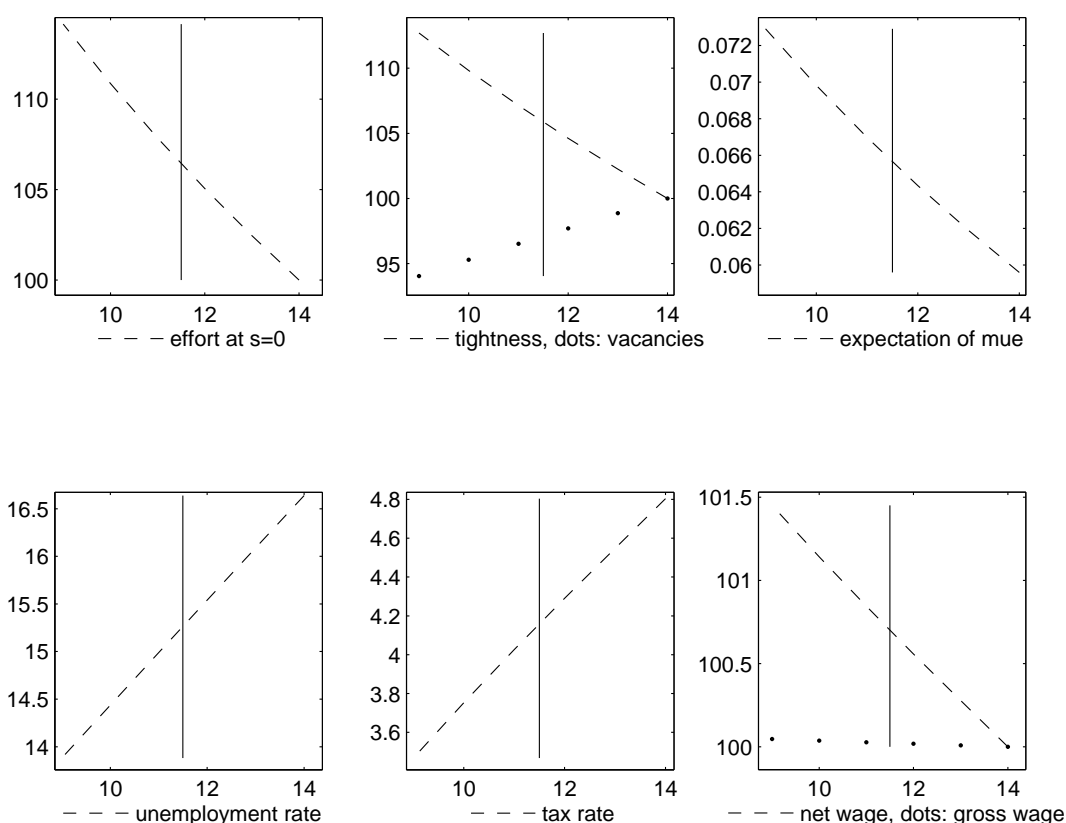 110
105
100
10 12 14
effort at s=0
110
105
100
95
10 12 14
tightness, dots: vacancies
0.072
0.07
0.068
0.066
0.064
0.062
0.06
10 12 14
expectation of mue
16.5
16
15.5
15
14.5
14
10 12 14
unemployment rate
4.8
4.6
4.4
4.2
4
3.8
3.6
10 12 14
tax rate
101.5
101
100.5
100
10 12 14
net wage, dots: gross wage